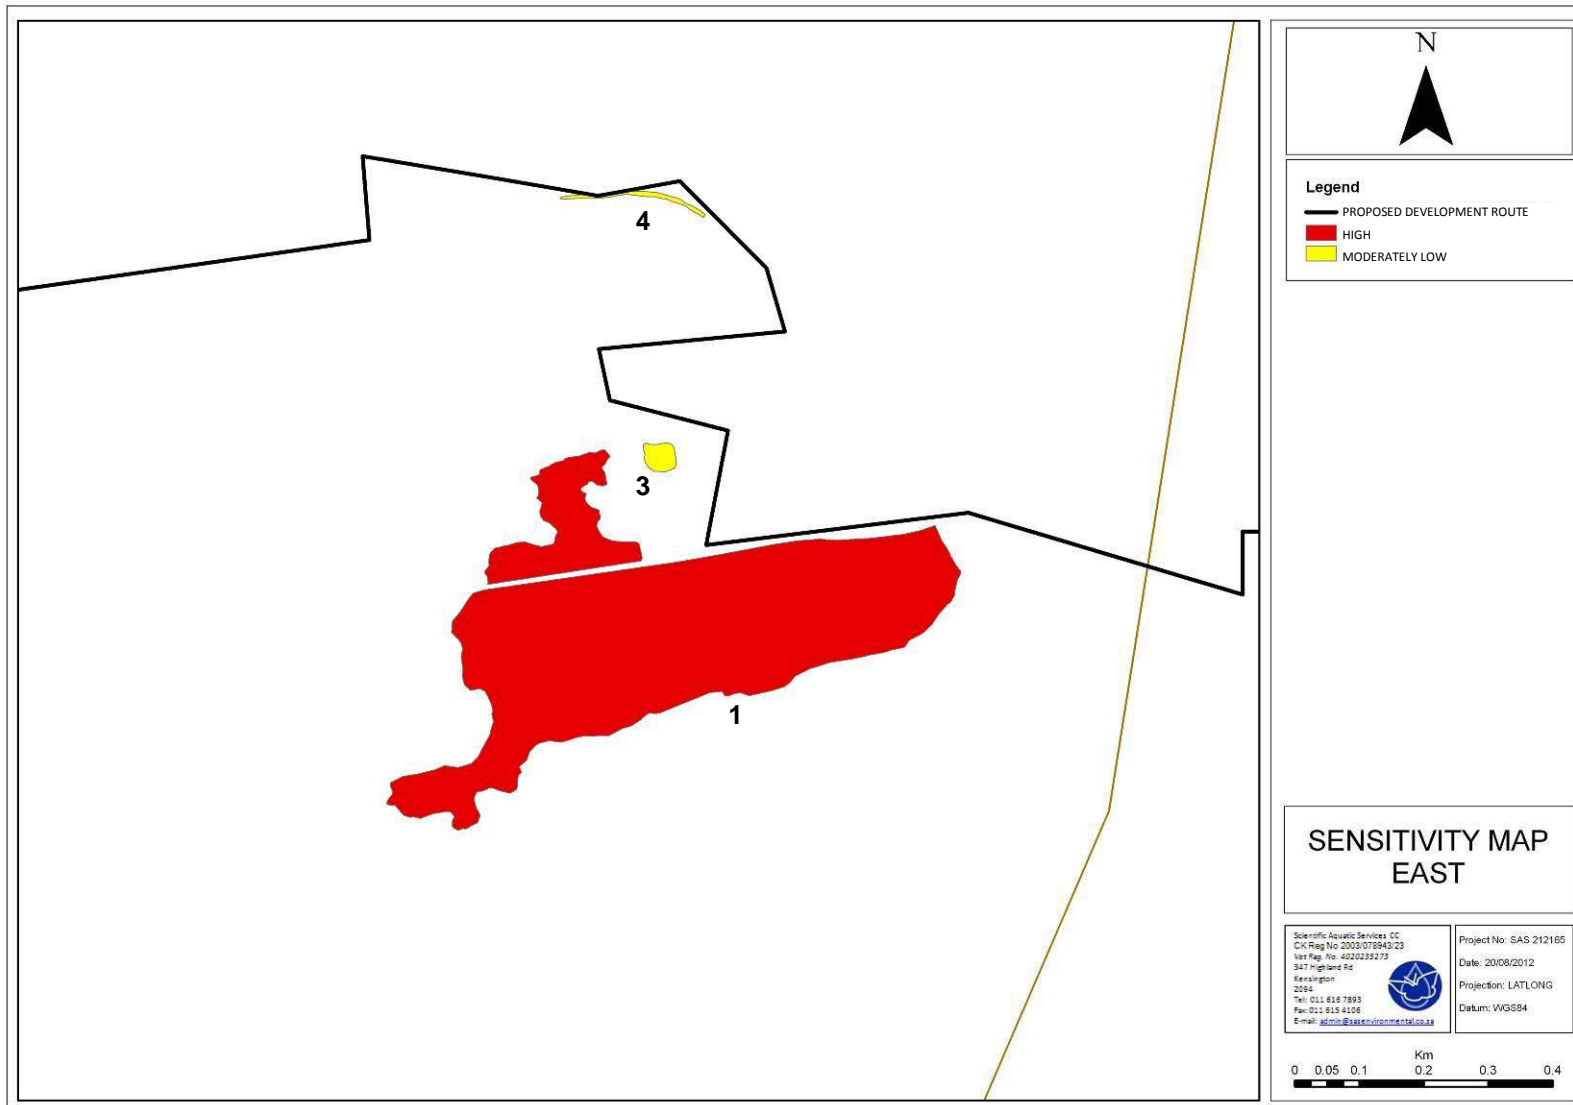 N
Legend
PROPOSED DEVELOPMENT ROUTE
HIGH
MODERATELY LOW
4
3
1
SENSITIVITY MAP
EAST
Scientific Aquatic Services CC
CK Reg No 2003/078943/23
Vat Reg. No. 4020235273
347 Highland Rd
Kensington
2094
Tel: 011 616 7893
Fax: 011 615 4106
E-mail: admin@sasenvironmental.co.za
Project No: SAS 212165
Date: 20/08/2012
Projection: LATLONG
Datum: WGS84
Km
0 0.05 0.1 0.2 0.3 0.4